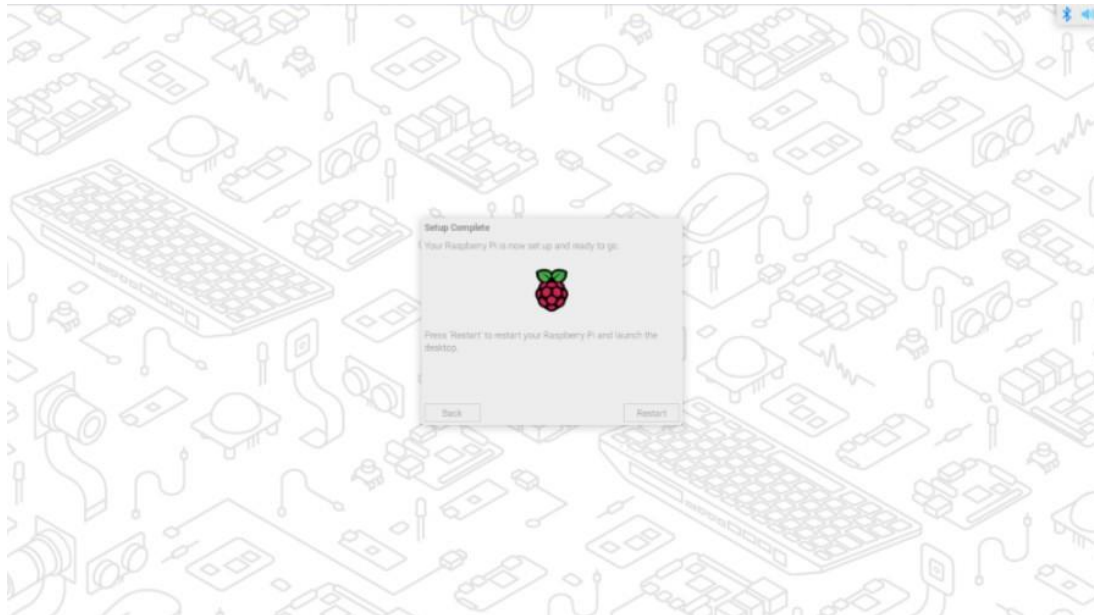 Setup Complete
Your Raspberry Pi is now set up and ready to go.
Press 'Restart' to restart your Raspberry Pi and launch the
desktop.
Back
Restart